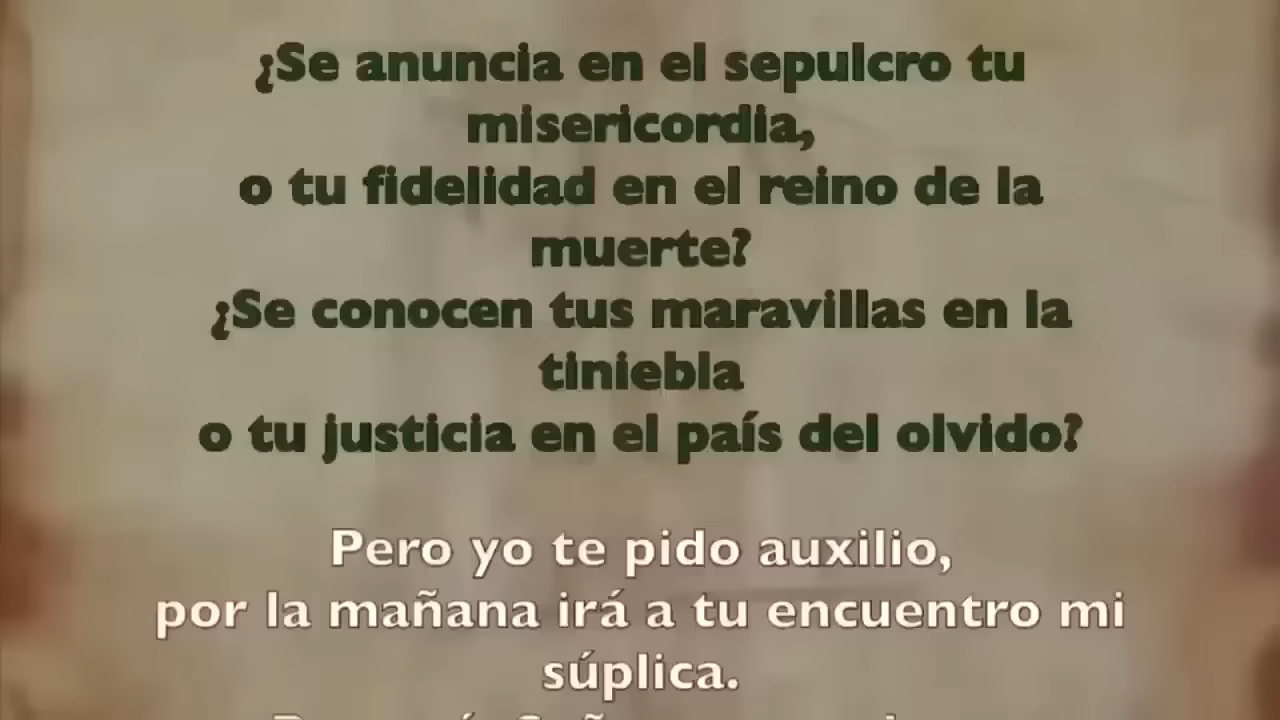 ¿Se anuncia en el sepulcro tu
misericordia,
o tu fidelidad en el reino de la
muerte?
¿Se conocen tus maravillas en la
tiniebla
o tu justicia en el país del olvido?
Pero yo te pido auxilio,
por la mañana irá a tu encuentro mi
súplica.